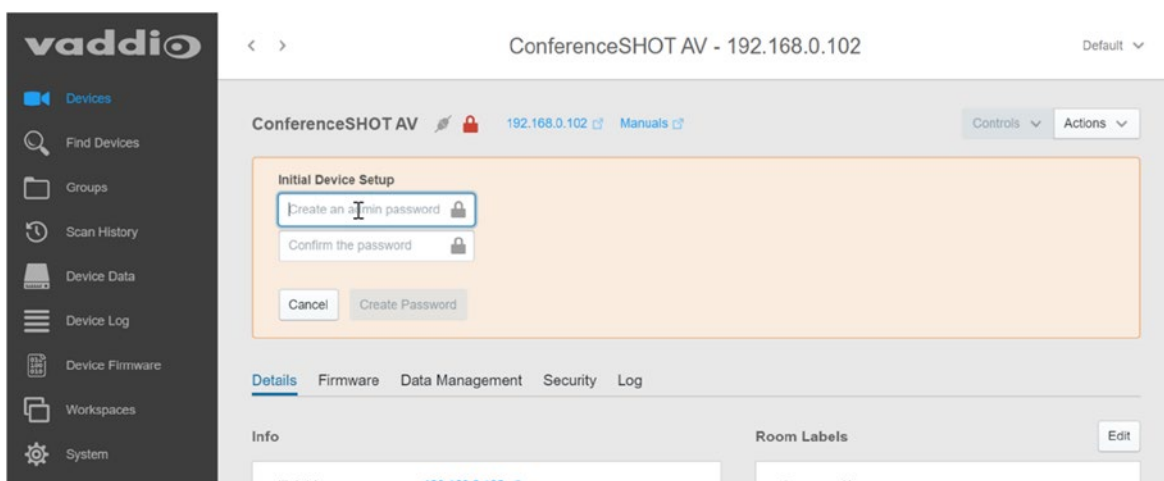 vaddio
ConferenceSHOT AV - 192.168.0.102
Default
Devices
Find Devices
Groups
Scan History
Device Data
Device Log
Device Firmware
Workspaces
System
ConferenceSHOT AV 192.168.0.102 Manuals
Controls Actions
Initial Device Setup
Create an admin password
Confirm the password
Cancel Create Password
Details Firmware Data Management Security Log
Info
Room Labels
Edit